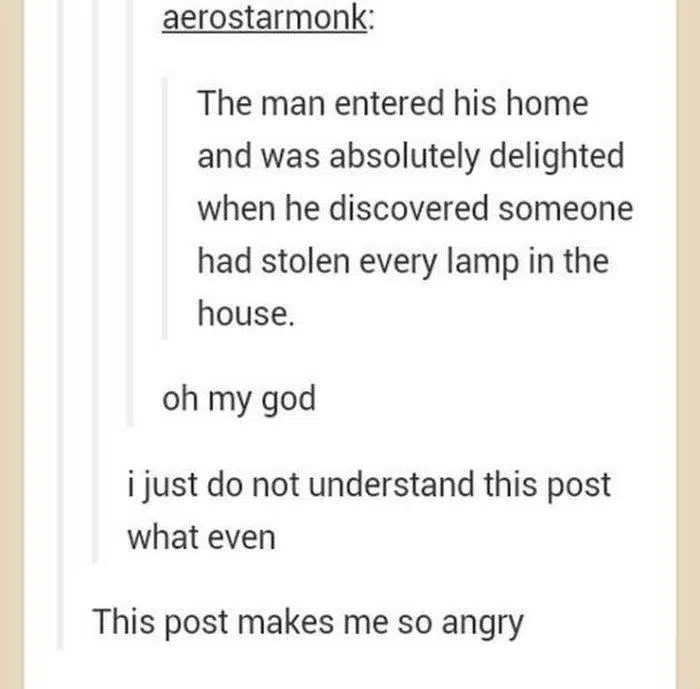 aerostarmonk:
The man entered his home
and was absolutely delighted
when he discovered someone
had stolen every lamp in the
house.
oh my god
i just do not understand this post
what even
This post makes me so angry